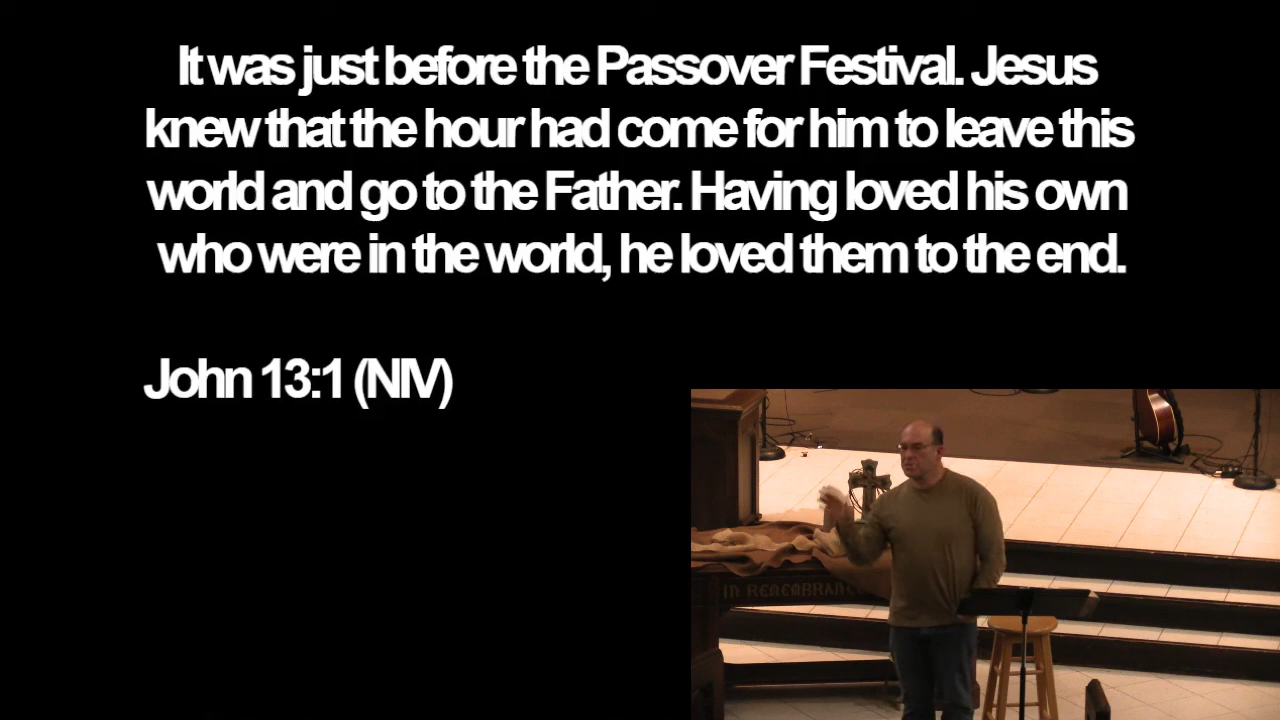 It was just before the Passover Festival. Jesus
knew that the hour had come for him to leave this
world and go to the Father. Having loved his own
who were in the world, he loved them to the end.
John 13:1 (NIV)
IN REMEMBRANC